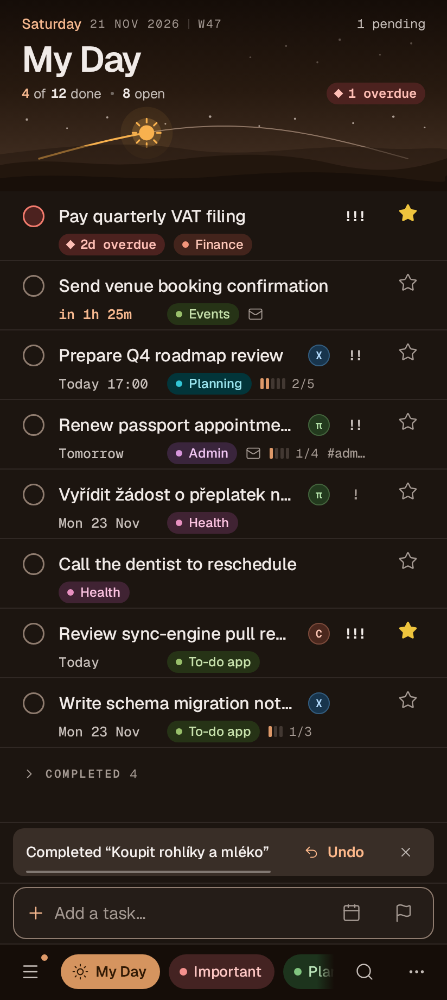 Saturday 21 NOV 2026 | W47
1 pending
My Day
4 of 12 done • 8 open
1 overdue
Pay quarterly VAT filing !!!
2d overdue Finance
Send venue booking confirmation
in 1h 25m Events
Prepare Q4 roadmap review X !!
Today 17:00 Planning 2/5
Renew passport appointme… π !!
Tomorrow Admin 1/4 #adm…
Vyřídit žádost o přeplatek n… π !
Mon 23 Nov Health
Call the dentist to reschedule
Health
Review sync-engine pull re… C !!!
Today To-do app
Write schema migration not… X
Mon 23 Nov To-do app 1/3
COMPLETED 4
Completed “Koupit rohlíky a mléko” Undo
Add a task…
My Day Important Pla